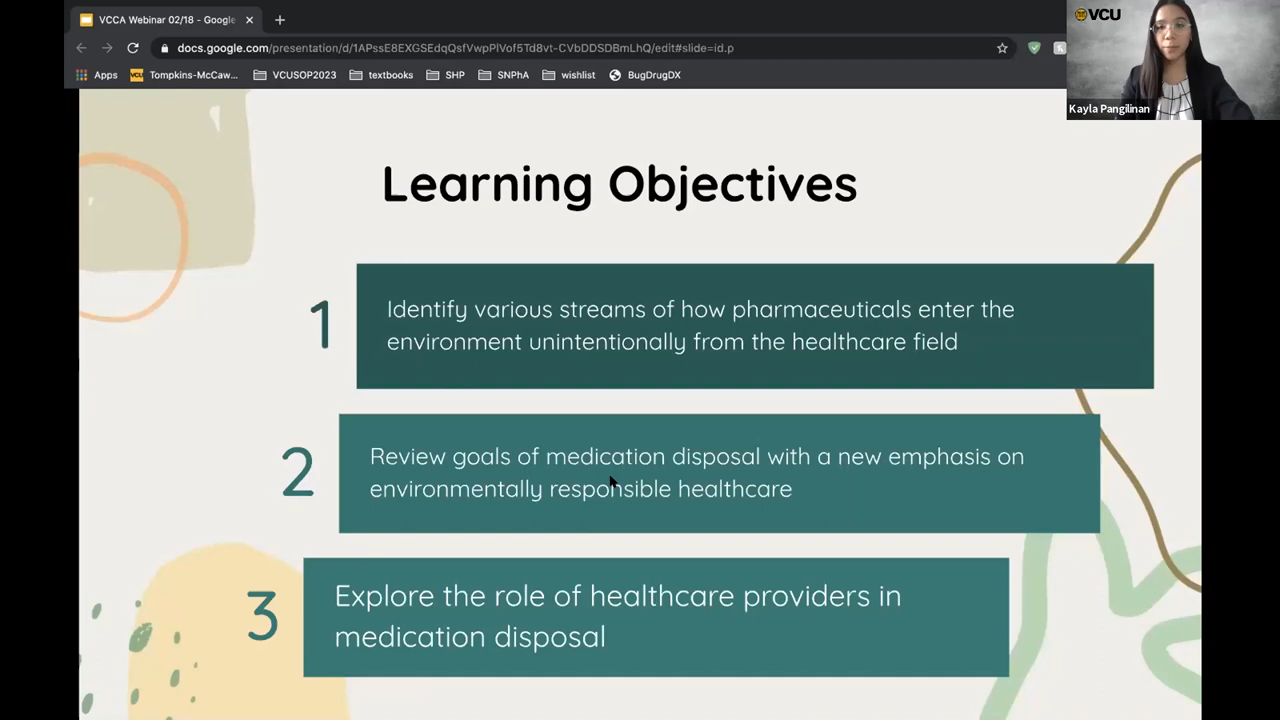 VCCA Webinar 02/18 - Google
docs.google.com/presentation/d/1APssE8EXGSEdqQsfVwpPlVof5Td8vt-CVbDDSDBmLhQ/edit#slide=id.p
Apps Tompkins-McCaw... VCUSOP2023 textbooks SHP SNPhA wishlist BugDrugDX
VCU
Kayla Pangilinan
Learning Objectives
1
Identify various streams of how pharmaceuticals enter the
environment unintentionally from the healthcare field
2
Review goals of medication disposal with a new emphasis on
environmentally responsible healthcare
3
Explore the role of healthcare providers in
medication disposal